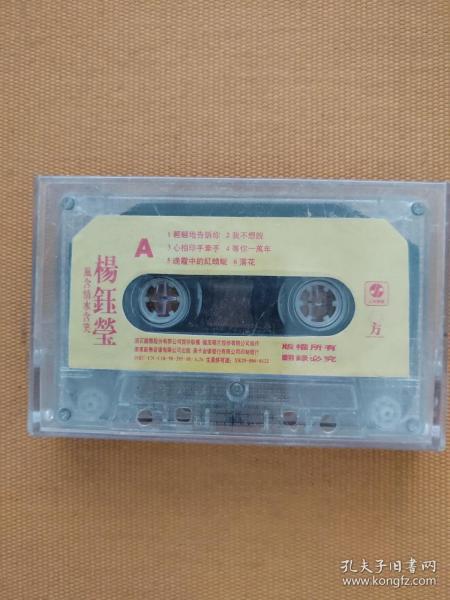 楊鈺瑩
風含情水含笑
A
1 輕輕地告訴你 2 我不想說
3 心相印手牽手 4 等你一萬年
5 晚霞中的紅蜻蜓 6 落花
方
版權所有
翻錄必究
孔夫子旧书网
www.kongfz.com